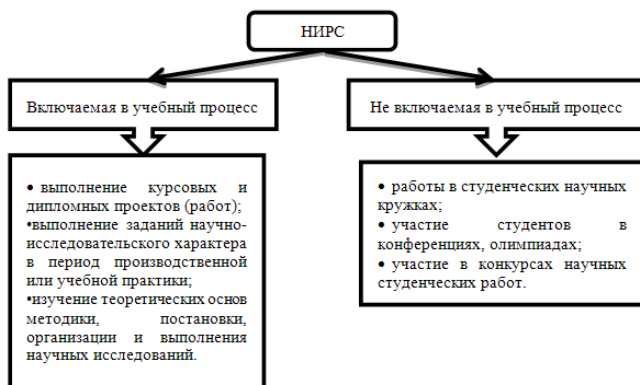 НИРС
Включаемая в учебный процесс
Не включаемая в учебный процесс
• выполнение курсовых и
дипломных проектов (работ);
•выполнение заданий научно-
исследовательского характера
в период производственной
или учебной практики;
•изучение теоретических основ
методики, постановки,
организации и выполнения
научных исследований.
• работы в студенческих научных
кружках;
• участие студентов в
конференциях, олимпиадах;
• участие в конкурсах научных
студенческих работ.